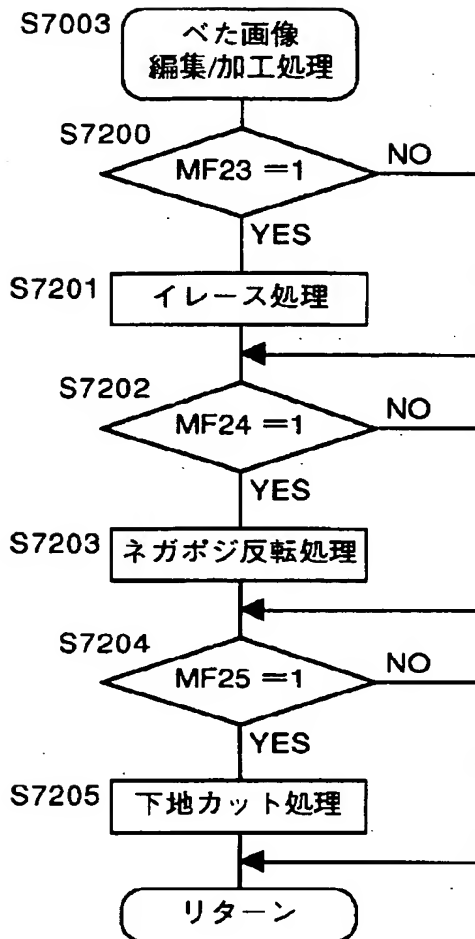 S7003
べた画像
編集/加工処理
S7200
MF23 =1
NO
YES
S7201
イレース処理
S7202
MF24 =1
NO
YES
S7203
ネガポジ反転処理
S7204
MF25 =1
NO
YES
S7205
下地カット処理
リターン